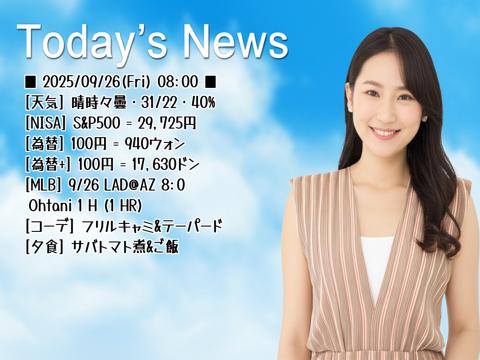 Today's News
■ 2025/09/26(Fri) 08:00 ■
[天気] 晴時々曇・31/22・40%
[NISA] S&P500 = 29,725円
[為替] 100円 = 940ウォン
[為替+] 100円 = 17,630ドン
[MLB] 9/26 LAD@AZ 8:0
Ohtani 1 H (1 HR)
[コーデ] フリルキャミ&テーパード
[夕食] サバトマト煮&ご飯